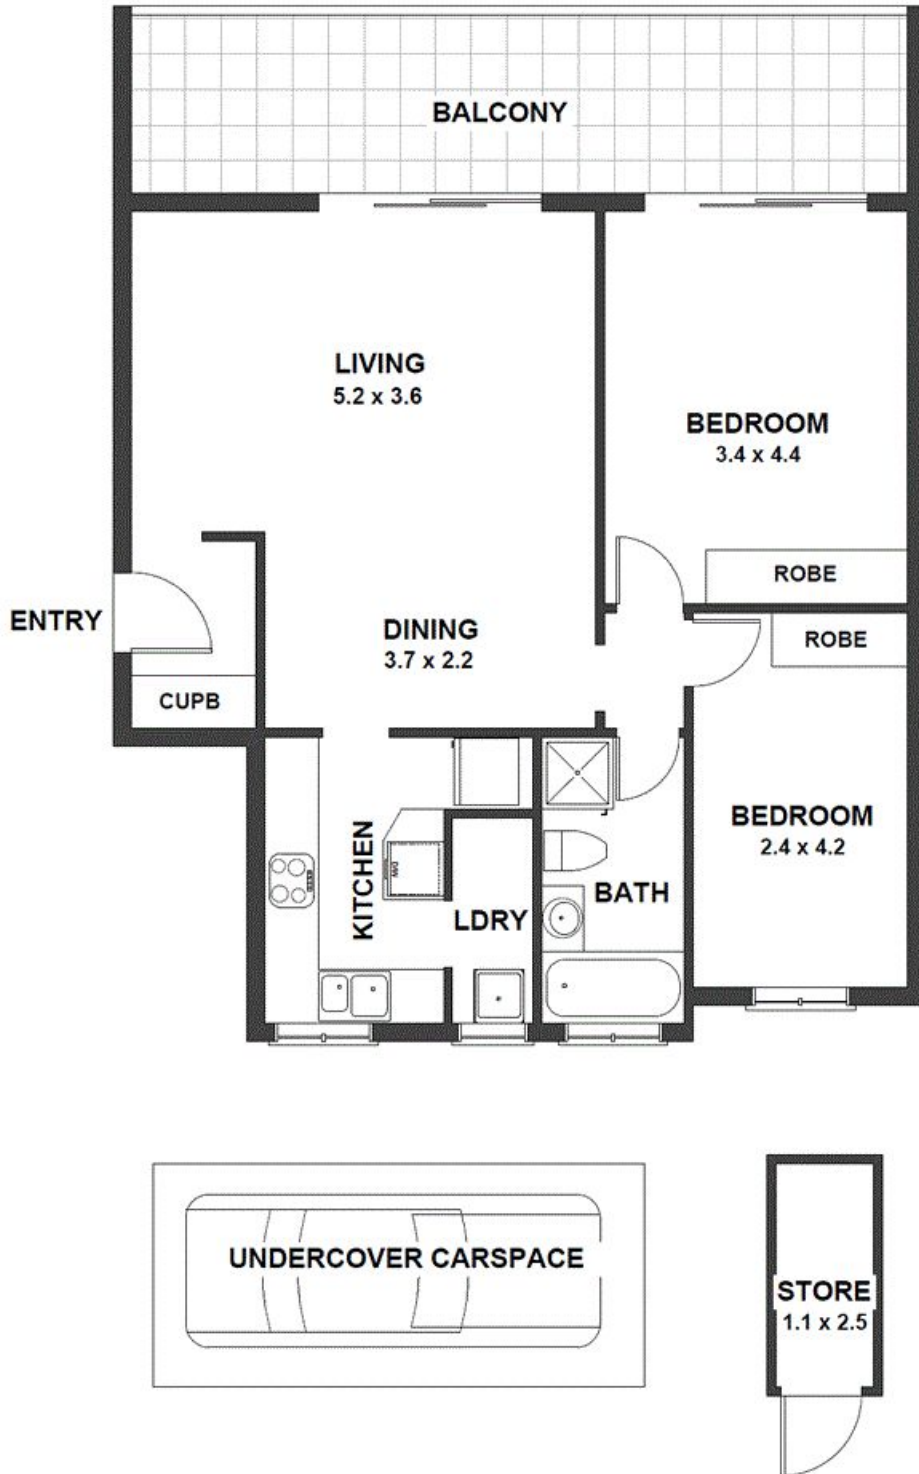 BALCONY
LIVING
5.2 x 3.6
BEDROOM
3.4 x 4.4
ROBE
ENTRY
DINING
3.7 x 2.2
ROBE
CUPB
KITCHEN
D/W
LDRY
BATH
BEDROOM
2.4 x 4.2
UNDERCOVER CARSPACE
STORE
1.1 x 2.5